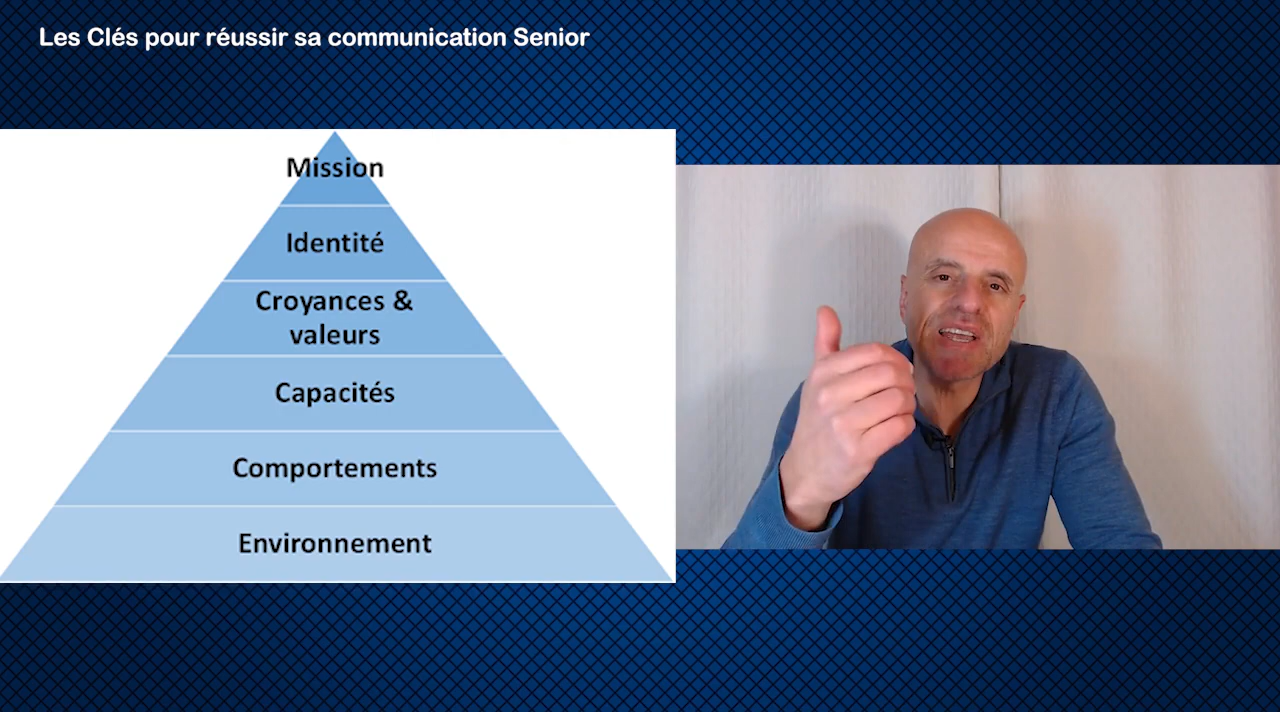 Les Clés pour réussir sa communication Senior
Mission
Identité
Croyances &
valeurs
Capacités
Comportements
Environnement